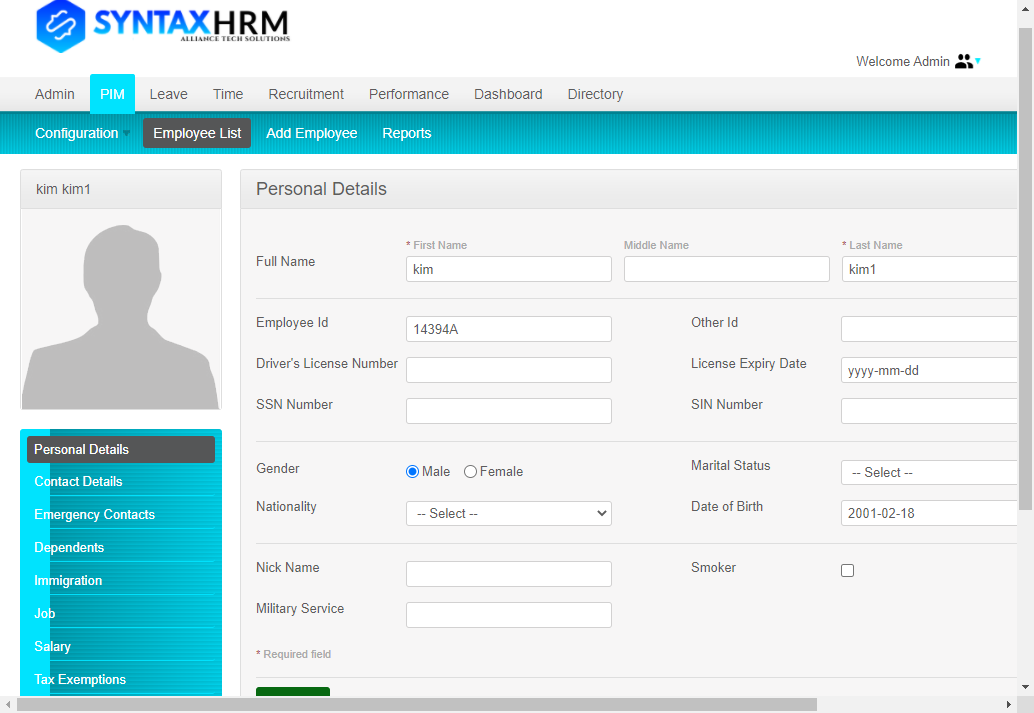 SYNTAXHRM
ALLIANCE TECH SOLUTIONS
Welcome Admin
Admin PIM Leave Time Recruitment Performance Dashboard Directory
Configuration Employee List Add Employee Reports
kim kim1
Personal Details
* First Name Middle Name * Last Name
Full Name kim kim1
Employee Id 14394A Other Id
Driver's License Number License Expiry Date yyyy-mm-dd
SSN Number SIN Number
Gender Male Female Marital Status -- Select --
Nationality -- Select -- Date of Birth 2001-02-18
Nick Name Smoker
Military Service
* Required field
Personal Details
Contact Details
Emergency Contacts
Dependents
Immigration
Job
Salary
Tax Exemptions